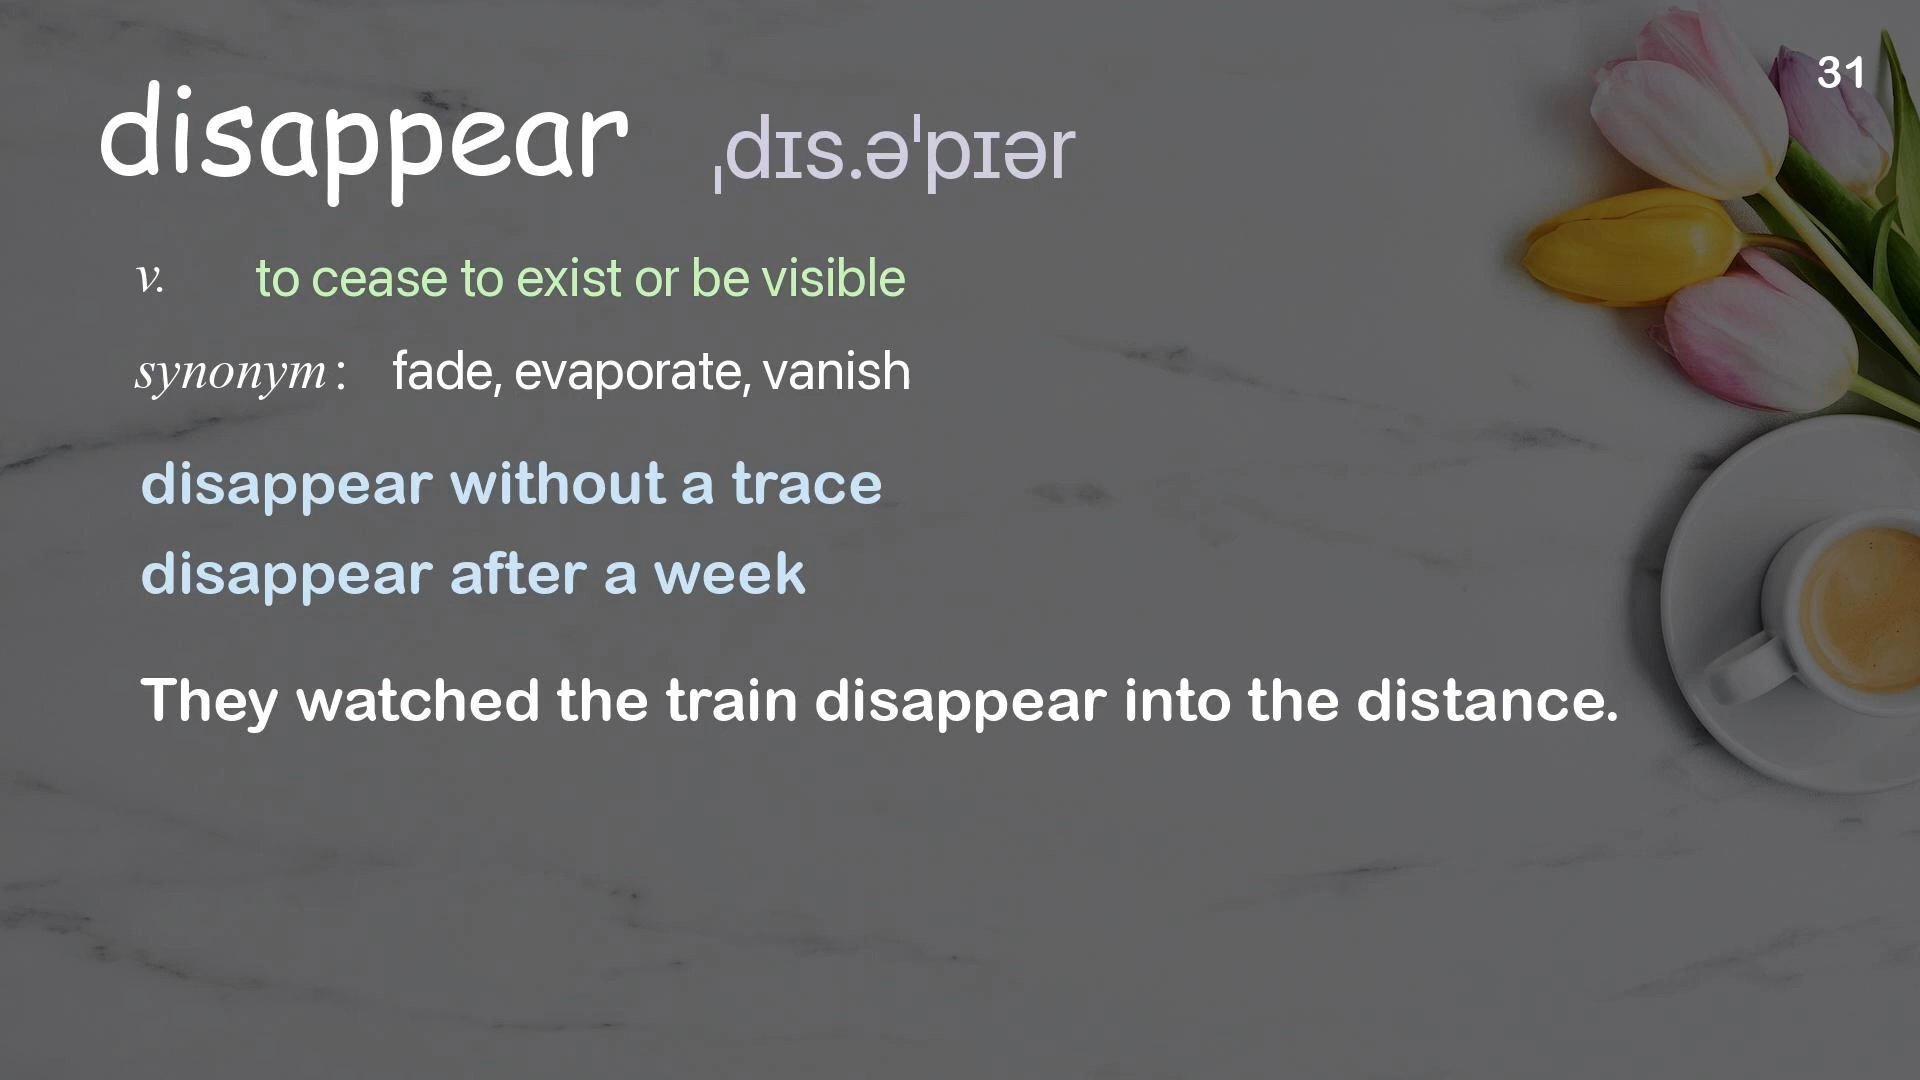 31
disappear ˌdɪs.əˈpɪər
v. to cease to exist or be visible
synonym : fade, evaporate, vanish
disappear without a trace
disappear after a week
They watched the train disappear into the distance.